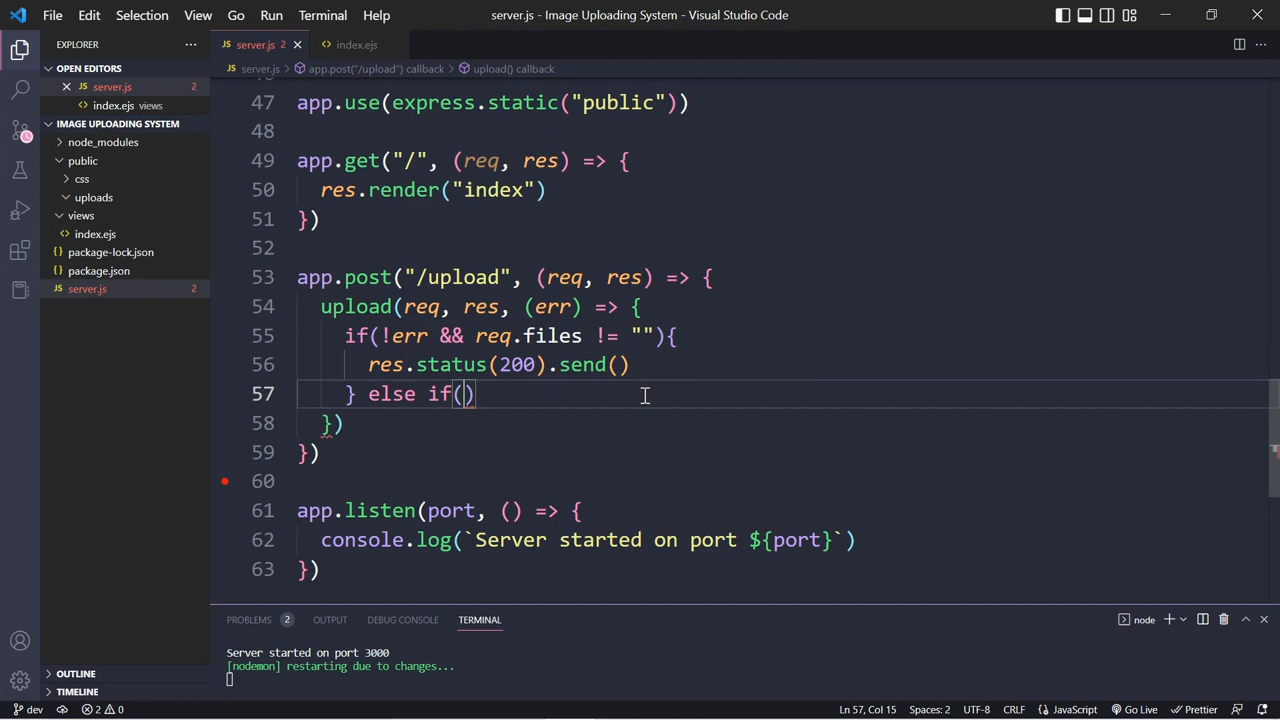 File Edit Selection View Go Run Terminal Help server.js - Image Uploading System - Visual Studio Code
EXPLORER ...
OPEN EDITORS
JS server.js 2
index.ejs views
IMAGE UPLOADING SYSTEM
node_modules
public
css
uploads
views
index.ejs
package-lock.json
package.json
JS server.js 2
OUTLINE
TIMELINE
JS server.js 2 index.ejs
JS server.js > app.post("/upload") callback > upload() callback
47 app.use(express.static("public"))
48
49 app.get("/", (req, res) => {
50 res.render("index")
51 })
52
53 app.post("/upload", (req, res) => {
54 upload(req, res, (err) => {
55 if(!err && req.files != ""){
56 res.status(200).send()
57 } else if()
58 })
59 })
60
61 app.listen(port, () => {
62 console.log(`Server started on port ${port}`)
63 })
PROBLEMS 2 OUTPUT DEBUG CONSOLE TERMINAL node
Server started on port 3000
[nodemon] restarting due to changes...
dev 2 0 Ln 57, Col 15 Spaces: 2 UTF-8 CRLF JavaScript Go Live Prettier